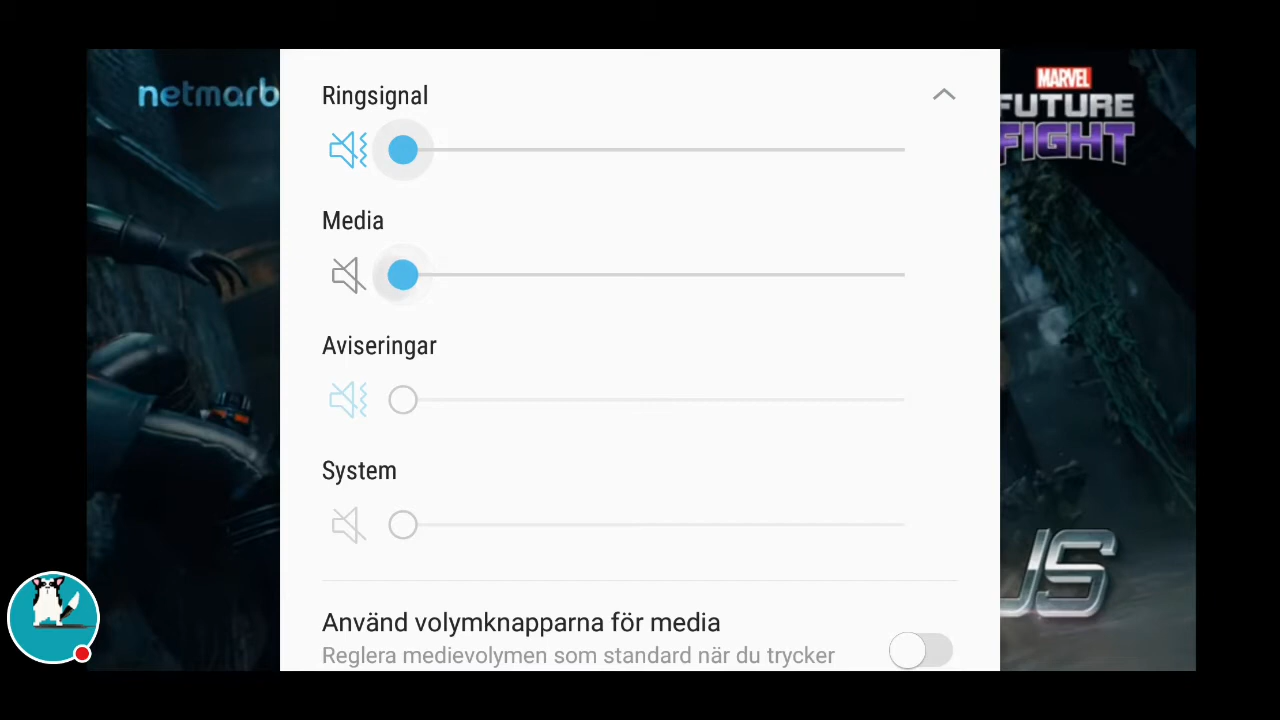 netmarb
Ringsignal
MARVEL
FUTURE
FIGHT
Media
Aviseringar
System
US
Använd volymknapparna för media
Reglera medievolymen som standard när du trycker